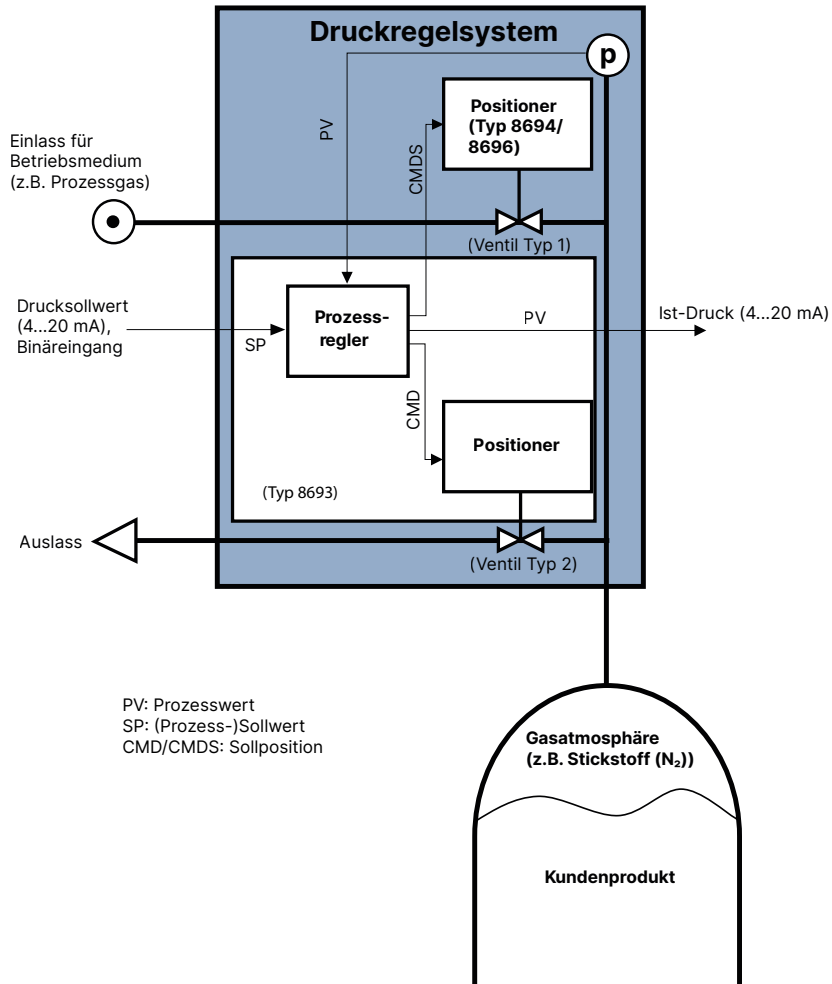 Druckregelsystem
p
Positioner
(Typ 8694/
8696)
PV
CMDS
Einlass für
Betriebsmedium
(z.B. Prozessgas)
(Ventil Typ 1)
Drucksollwert
(4...20 mA),
Binäreingang
SP
Prozess-
regler
PV
Ist-Druck (4...20 mA)
CMD
Positioner
(Typ 8693)
Auslass
(Ventil Typ 2)
PV: Prozesswert
SP: (Prozess-)Sollwert
CMD/CMDS: Sollposition
Gasatmosphäre
(z.B. Stickstoff (N₂))
Kundenprodukt